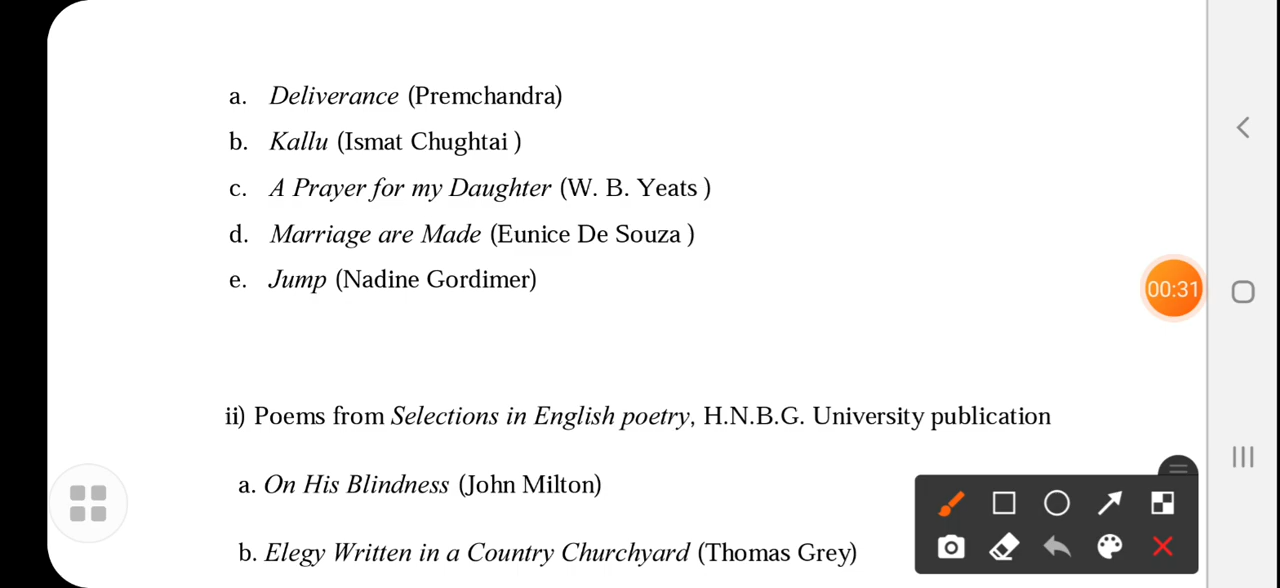 a. Deliverance (Premchandra)
b. Kallu (Ismat Chughtai )
c. A Prayer for my Daughter (W. B. Yeats )
d. Marriage are Made (Eunice De Souza )
e. Jump (Nadine Gordimer)
00:31
ii) Poems from Selections in English poetry, H.N.B.G. University publication
a. On His Blindness (John Milton)
b. Elegy Written in a Country Churchyard (Thomas Grey)